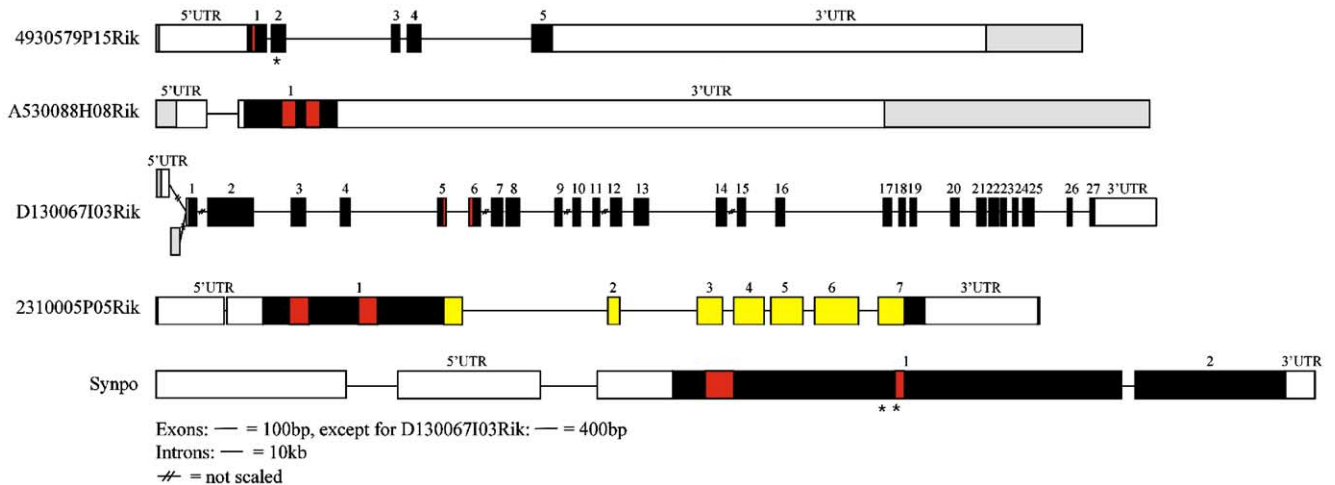 5'UTR 1 2 3 4 5 3'UTR
4930579P15Rik
*
5'UTR 1 3'UTR
A530088H08Rik
5'UTR
1 2 3 4 5 6 7 8 9 10 11 12 13 14 15 16 17 18 19 20 21 22 23 24 25 26 27 3'UTR
D130067I03Rik
5'UTR 1 2 3 4 5 6 7 3'UTR
2310005P05Rik
5'UTR 1 2 3'UTR
Synpo
* *
Exons: — = 100bp, except for D130067I03Rik: — = 400bp
Introns: — = 10kb
-//- = not scaled